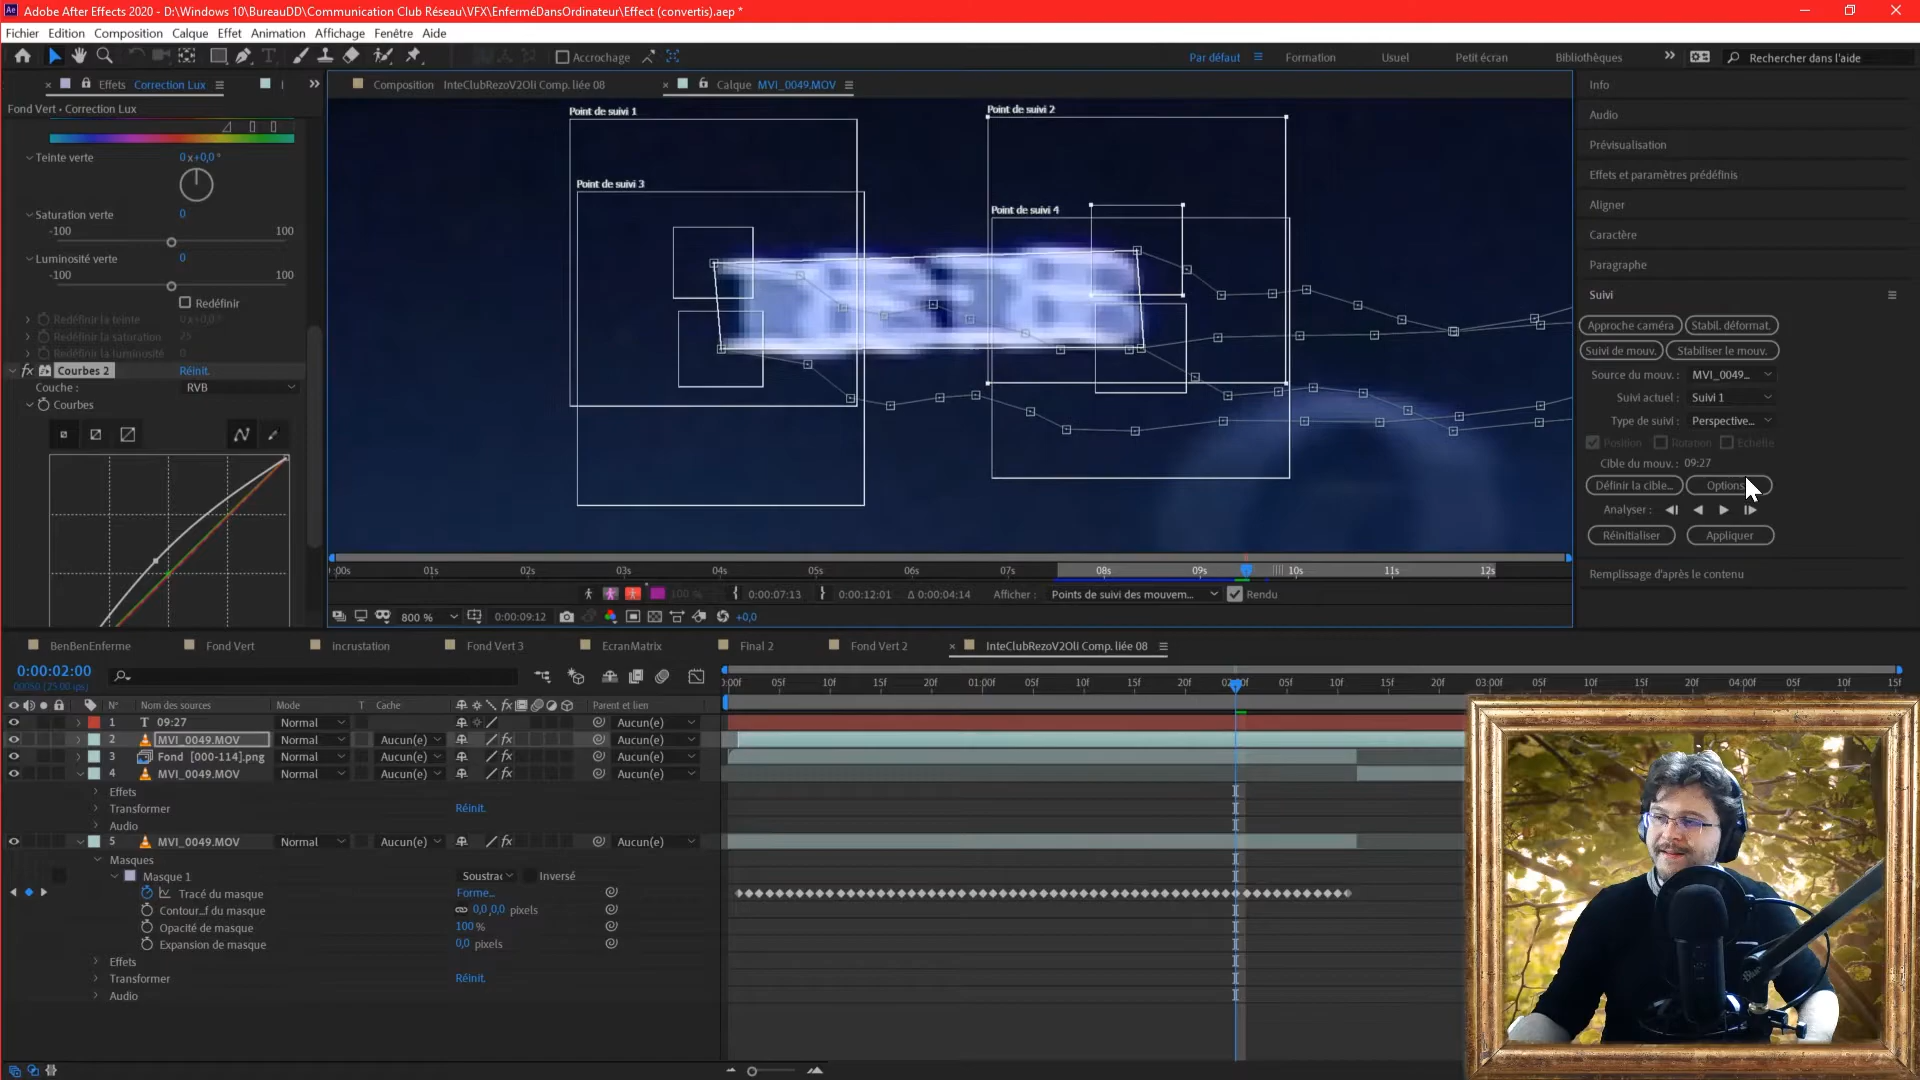 Adobe After Effects 2020 - D:\Windows 10\BureauDD\Communication Club Réseau\VFX\EnferméDansOrdinateur\Effect (convertis).aep *
Fichier Edition Composition Calque Effet Animation Affichage Fenêtre Aide
Accrochage Par défaut Formation Usuel Petit écran Bibliothèques Rechercher dans l'aide
Effets Correction Lux Composition InteClubRezoV2Oli Comp. liée 08 Calque MVI_0049.MOV
Fond Vert • Correction Lux
Teinte verte 0 x+0,0 °
Saturation verte 0
-100 100
Luminosité verte 0
-100 100
Redéfinir
Redéfinir la teinte 0 x+0,0 °
Redéfinir la saturation 25
Redéfinir la luminosité 0
fx Courbes 2 Réinit.
Couche : RVB
Courbes
Point de suivi 1
Point de suivi 2
Point de suivi 3
Point de suivi 4
:00s 01s 02s 03s 04s 05s 06s 07s 08s 09s 10s 11s 12s
100 % 0:00:07:13 0:00:12:01 Δ 0:00:04:14 Afficher : Points de suivi des mouvem... Rendu
800 % 0:00:09:12 +0,0
Info
Audio
Prévisualisation
Effets et paramètres prédéfinis
Aligner
Caractère
Paragraphe
Suivi
Approche caméra Stabil. déformat.
Suivi de mouv. Stabiliser le mouv.
Source du mouv. : MVI_0049...
Suivi actuel : Suivi 1
Type de suivi : Perspective...
Position Rotation Echelle
Cible du mouv. : 09:27
Définir la cible... Options
Analyser :
Réinitialiser Appliquer
Remplissage d'après le contenu
BenBenEnferme Fond Vert incrustation Fond Vert 3 EcranMatrix Final 2 Fond Vert 2 InteClubRezoV2Oli Comp. liée 08
0:00:02:00
00050 (25.00 ips)
:00f 05f 10f 15f 20f 01:00f 05f 10f 15f 20f 02:00f 05f 10f 15f 20f 03:00f 05f 10f 15f 20f 04:00f 05f 10f 15f
N° Nom des sources Mode T Cache Parent et lien
1 T 09:27 Normal Aucun(e)
2 MVI_0049.MOV Normal Aucun(e) fx Aucun(e)
3 Fond [000-114].png Normal Aucun(e) fx Aucun(e)
4 MVI_0049.MOV Normal Aucun(e) fx Aucun(e)
Effets
Transformer Réinit.
Audio
5 MVI_0049.MOV Normal Aucun(e) fx Aucun(e)
Masques
Masque 1 Soustrac Inversé
Tracé du masque Forme...
Contour...f du masque 0,0 ,0,0 pixels
Opacité de masque 100 %
Expansion de masque 0,0 pixels
Effets
Transformer Réinit.
Audio